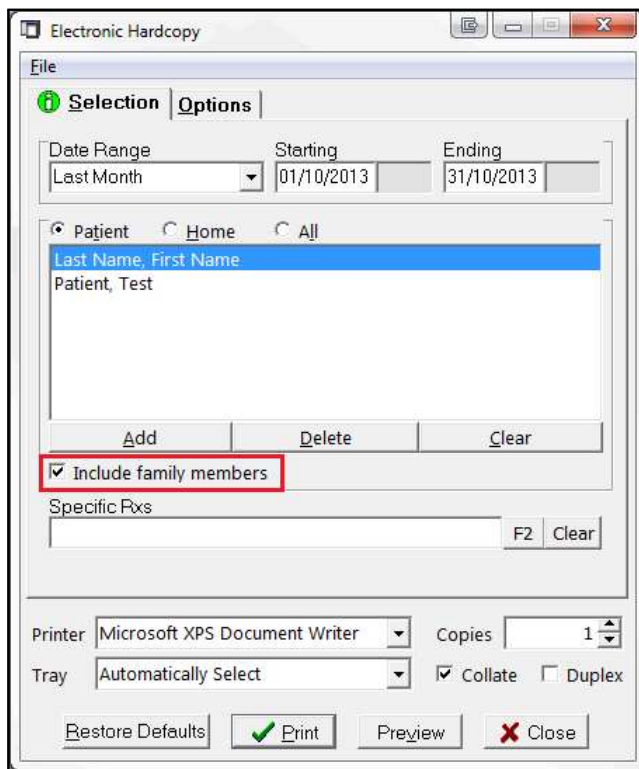 Electronic Hardcopy
File
Selection Options
Date Range Starting Ending
Last Month 01/10/2013 31/10/2013
Patient Home All
Last Name, First Name
Patient, Test
Add Delete Clear
Include family members
Specific Rxs
F2 Clear
Printer Microsoft XPS Document Writer Copies 1
Tray Automatically Select Collate Duplex
Restore Defaults Print Preview Close